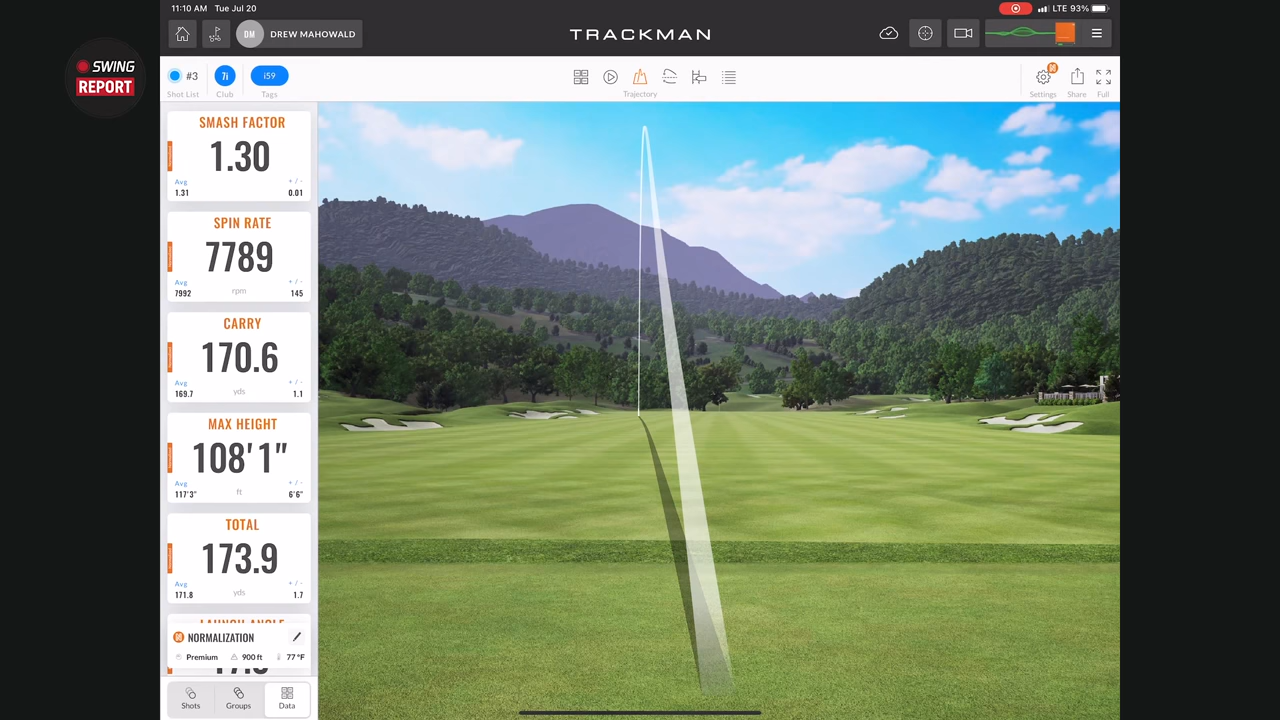 11:10 AM Tue Jul 20
LTE 93%
DM DREW MAHOWALD
TRACKMAN
SWING
REPORT
#3 7i i59
Shot List Club Tags
Trajectory
Settings Share Full
SMASH FACTOR
1.30
Avg + / -
1.31 0.01
SPIN RATE
7789
Avg rpm + / -
7992 145
CARRY
170.6
Avg yds + / -
169.7 1.1
MAX HEIGHT
108'1"
Avg ft + / -
117'3" 6'6"
TOTAL
173.9
Avg yds + / -
171.8 1.7
LAUNCH ANGLE
NORMALIZATION
Premium 900 ft 77 °F
Shots Groups Data